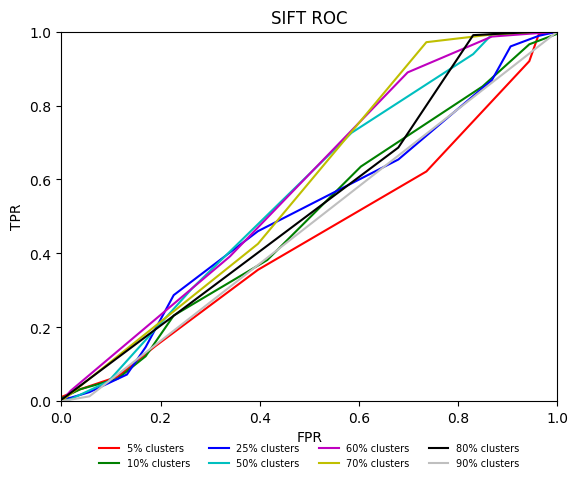 SIFT ROC
1.0
0.8
0.6
0.4
0.2
0.0
TPR
0.0 0.2 0.4 0.6 0.8 1.0
FPR
5% clusters 25% clusters 60% clusters 80% clusters
10% clusters 50% clusters 70% clusters 90% clusters